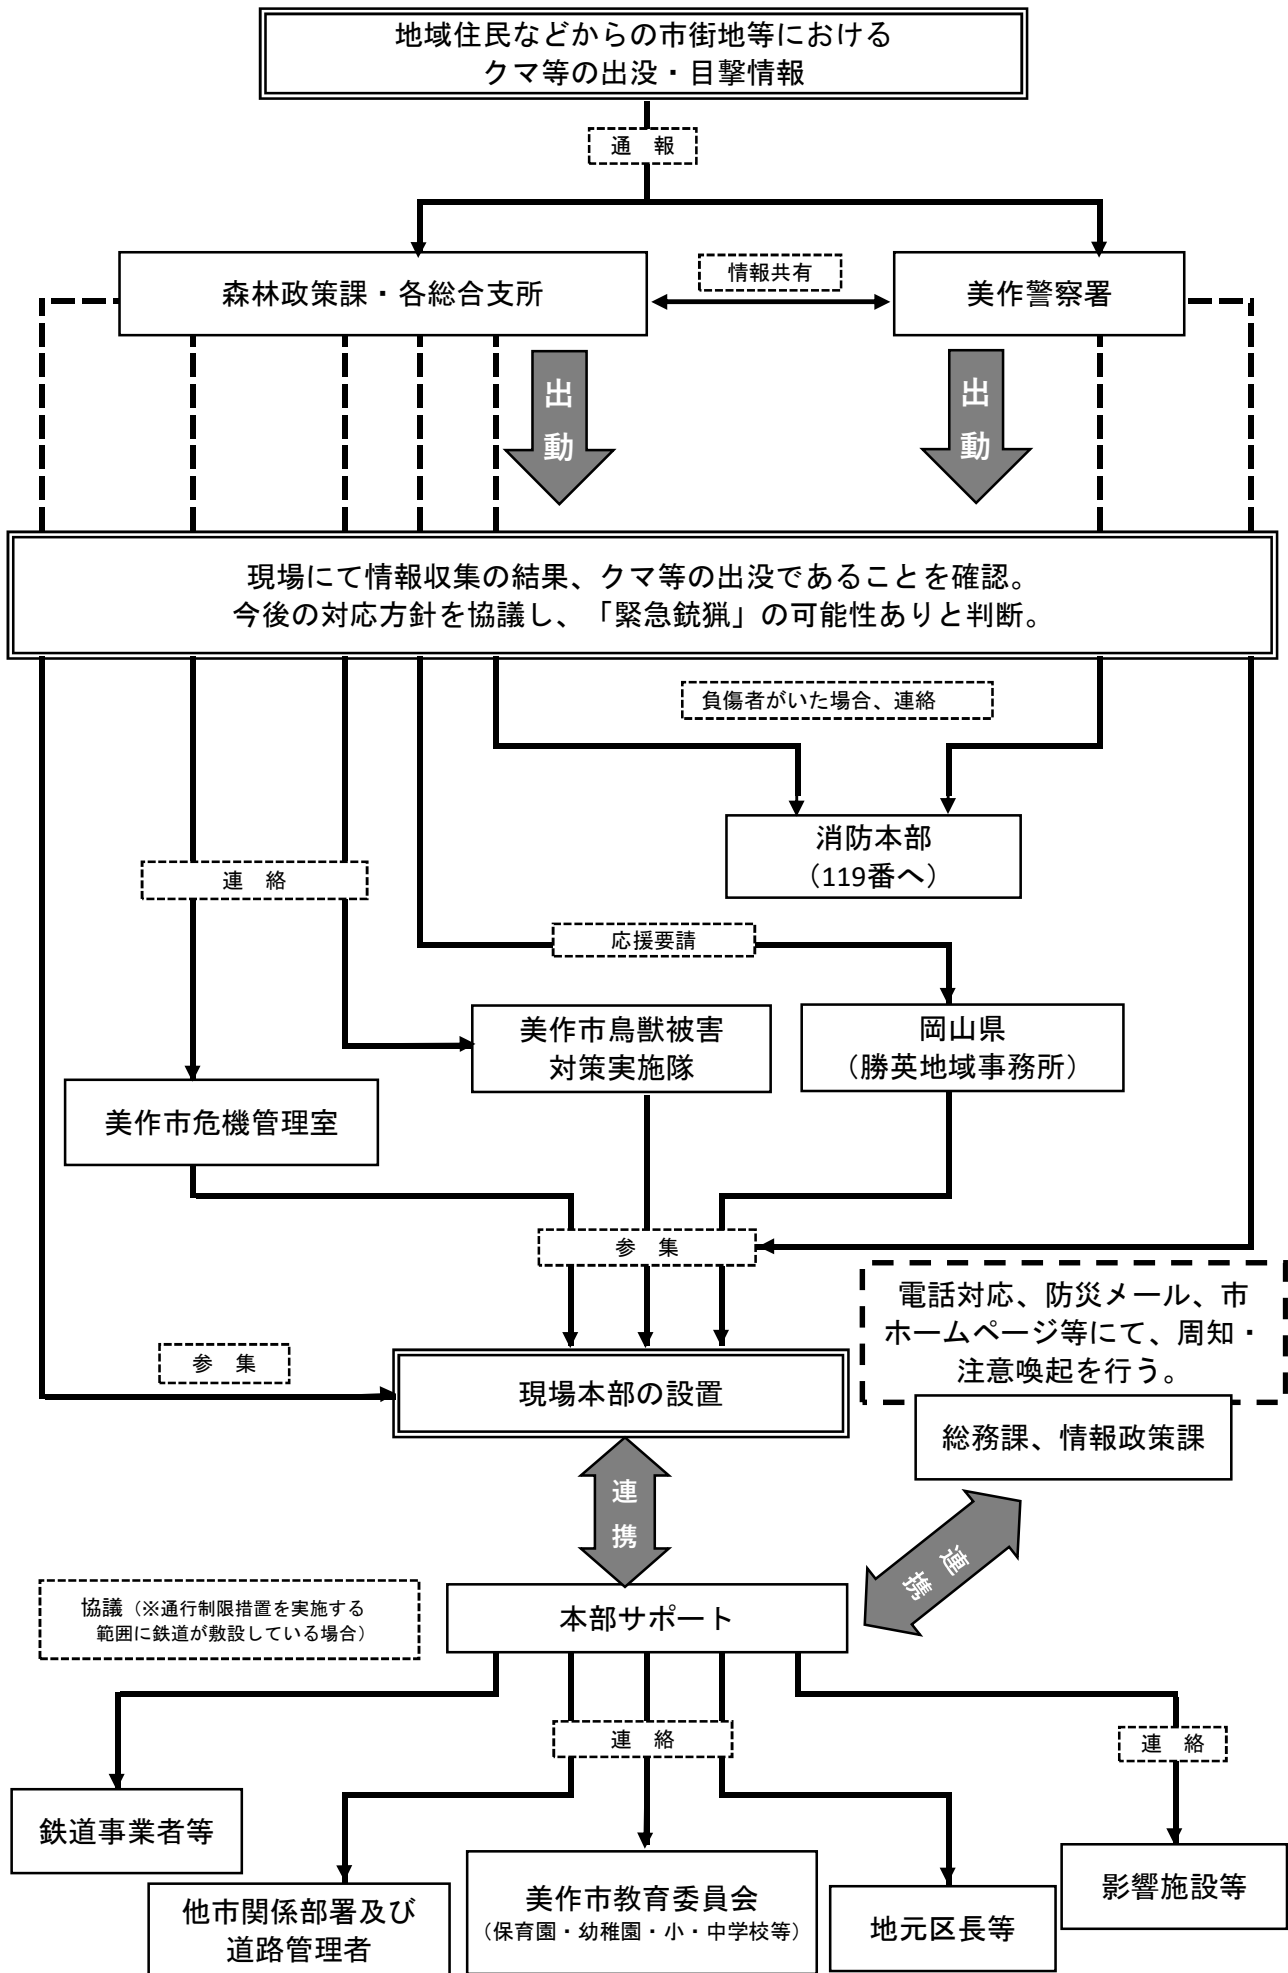 地域住民などからの市街地等における
クマ等の出没・目撃情報
通　報
森林政策課・各総合支所
情報共有
美作警察署
出
動
出
動
現場にて情報収集の結果、クマ等の出没であることを確認。
今後の対応方針を協議し、「緊急銃猟」の可能性ありと判断。
負傷者がいた場合、連絡
消防本部
（119番へ）
連　絡
応援要請
美作市鳥獣被害
対策実施隊
岡山県
（勝英地域事務所）
美作市危機管理室
参　集
電話対応、防災メール、市
ホームページ等にて、周知・
注意喚起を行う。
参　集
現場本部の設置
総務課、情報政策課
連
携
連
携
協議（※通行制限措置を実施する
範囲に鉄道が敷設している場合）
本部サポート
連　絡
連　絡
鉄道事業者等
他市関係部署及び
道路管理者
美作市教育委員会
（保育園・幼稚園・小・中学校等）
地元区長等
影響施設等